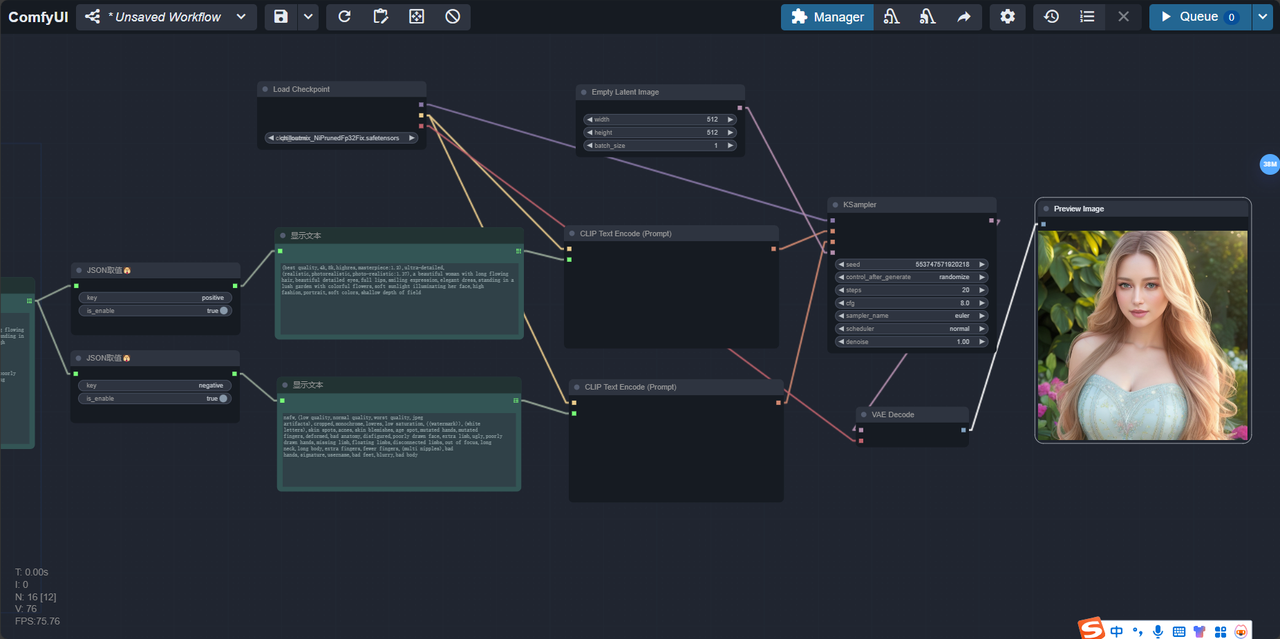 ComfyUI
* Unsaved Workflow
Manager
Queue 0
38M
Load Checkpoint
_NiPrunedFp32Fix.safetensors
Empty Latent Image
width 512
height 512
batch_size 1
KSampler
seed 553747571920218
control_after_generate randomize
steps 20
cfg 8.0
sampler_name euler
scheduler normal
denoise 1.00
Preview Image
显示文本
(best quality,4k,8k,highres,masterpiece:1.2),ultra-detailed,
(realistic,photorealistic,photo-realistic:1.37),a beautiful woman with long flowing
hair,beautiful detailed eyes,full lips,smiling expression,elegant dress,standing in a
lush garden with colorful flowers,soft sunlight illuminating her face,high
fashion,portrait,soft colors,shallow depth of field
CLIP Text Encode (Prompt)
JSON取值
key positive
is_enable true
flowing
nding in
gh
JSON取值
key negative
is_enable true
显示文本
nsfw,(low quality,normal quality,worst quality,jpeg
artifacts),cropped,monochrome,lowres,low saturation,((watermark)),(white
letters),skin spots,acnes,skin blemishes,age spot,mutated hands,mutated
fingers,deformed,bad anatomy,disfigured,poorly drawn face,extra limb,ugly,poorly
drawn hands,missing limb,floating limbs,disconnected limbs,out of focus,long
neck,long body,extra fingers,fewer fingers,(multi nipples),bad
hands,signature,username,bad feet,blurry,bad body
CLIP Text Encode (Prompt)
VAE Decode
T: 0.00s
I: 0
N: 16 [12]
V: 76
FPS:75.76
S 中